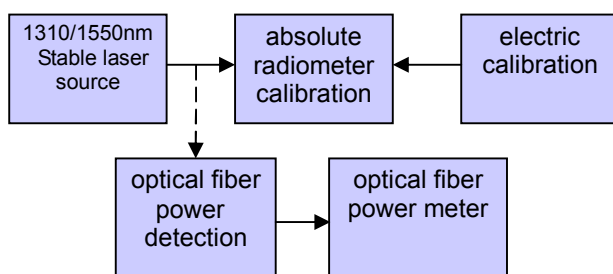 1310/1550nm
Stable laser
source
absolute
radiometer
calibration
electric
calibration
optical fiber
power
detection
optical fiber
power meter